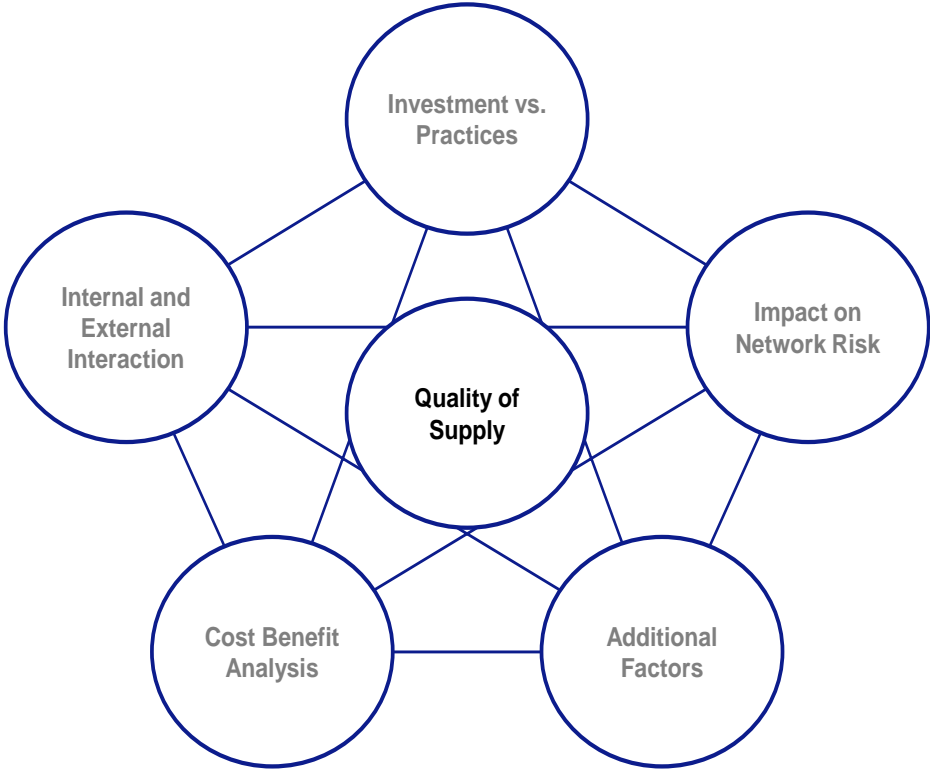 Investment vs.
Practices
Internal and
External
Interaction
Impact on
Network Risk
Quality of
Supply
Cost Benefit
Analysis
Additional
Factors